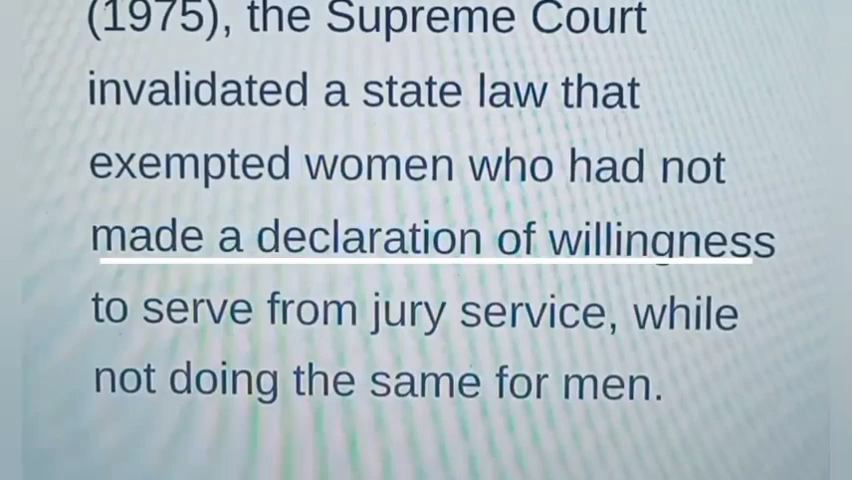 (1975), the Supreme Court
invalidated a state law that
exempted women who had not
made a declaration of willingness
to serve from jury service, while
not doing the same for men.